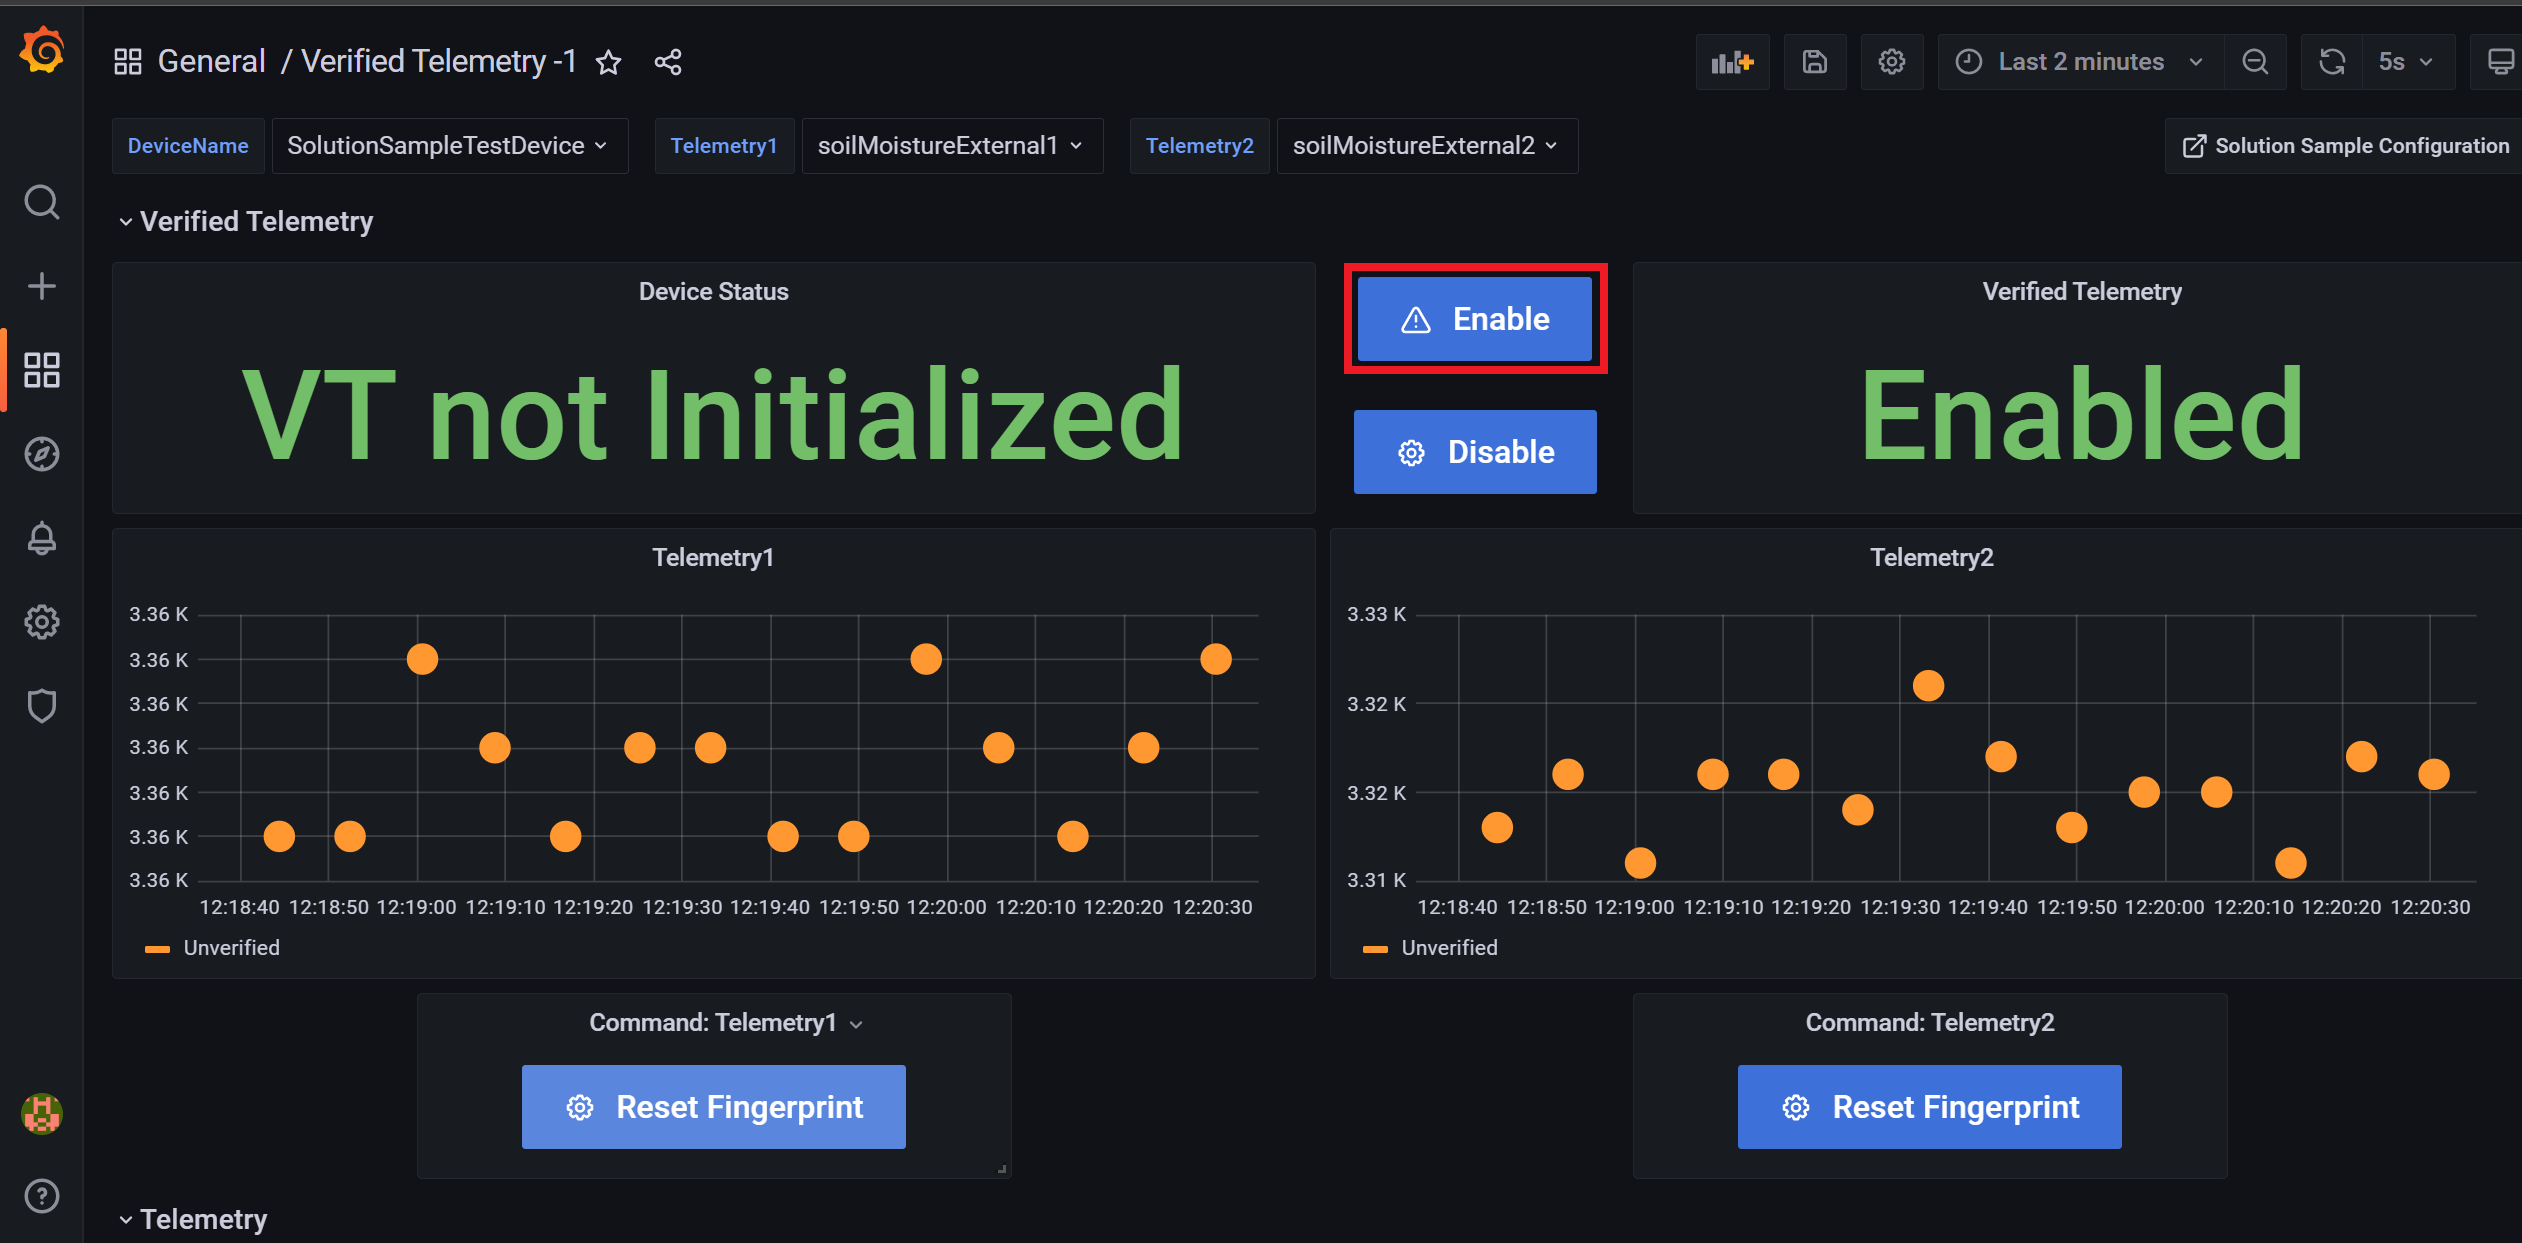 General / Verified Telemetry -1
Last 2 minutes
5s
DeviceName
SolutionSampleTestDevice
Telemetry1
soilMoistureExternal1
Telemetry2
soilMoistureExternal2
Solution Sample Configuration
Verified Telemetry
Device Status
VT not Initialized
Enable
Disable
Verified Telemetry
Enabled
Telemetry1
3.36 K
3.36 K
3.36 K
3.36 K
3.36 K
3.36 K
3.36 K
12:18:40 12:18:50 12:19:00 12:19:10 12:19:20 12:19:30 12:19:40 12:19:50 12:20:00 12:20:10 12:20:20 12:20:30
Unverified
Telemetry2
3.33 K
3.32 K
3.32 K
3.31 K
12:18:40 12:18:50 12:19:00 12:19:10 12:19:20 12:19:30 12:19:40 12:19:50 12:20:00 12:20:10 12:20:20 12:20:30
Unverified
Command: Telemetry1
Reset Fingerprint
Command: Telemetry2
Reset Fingerprint
Telemetry